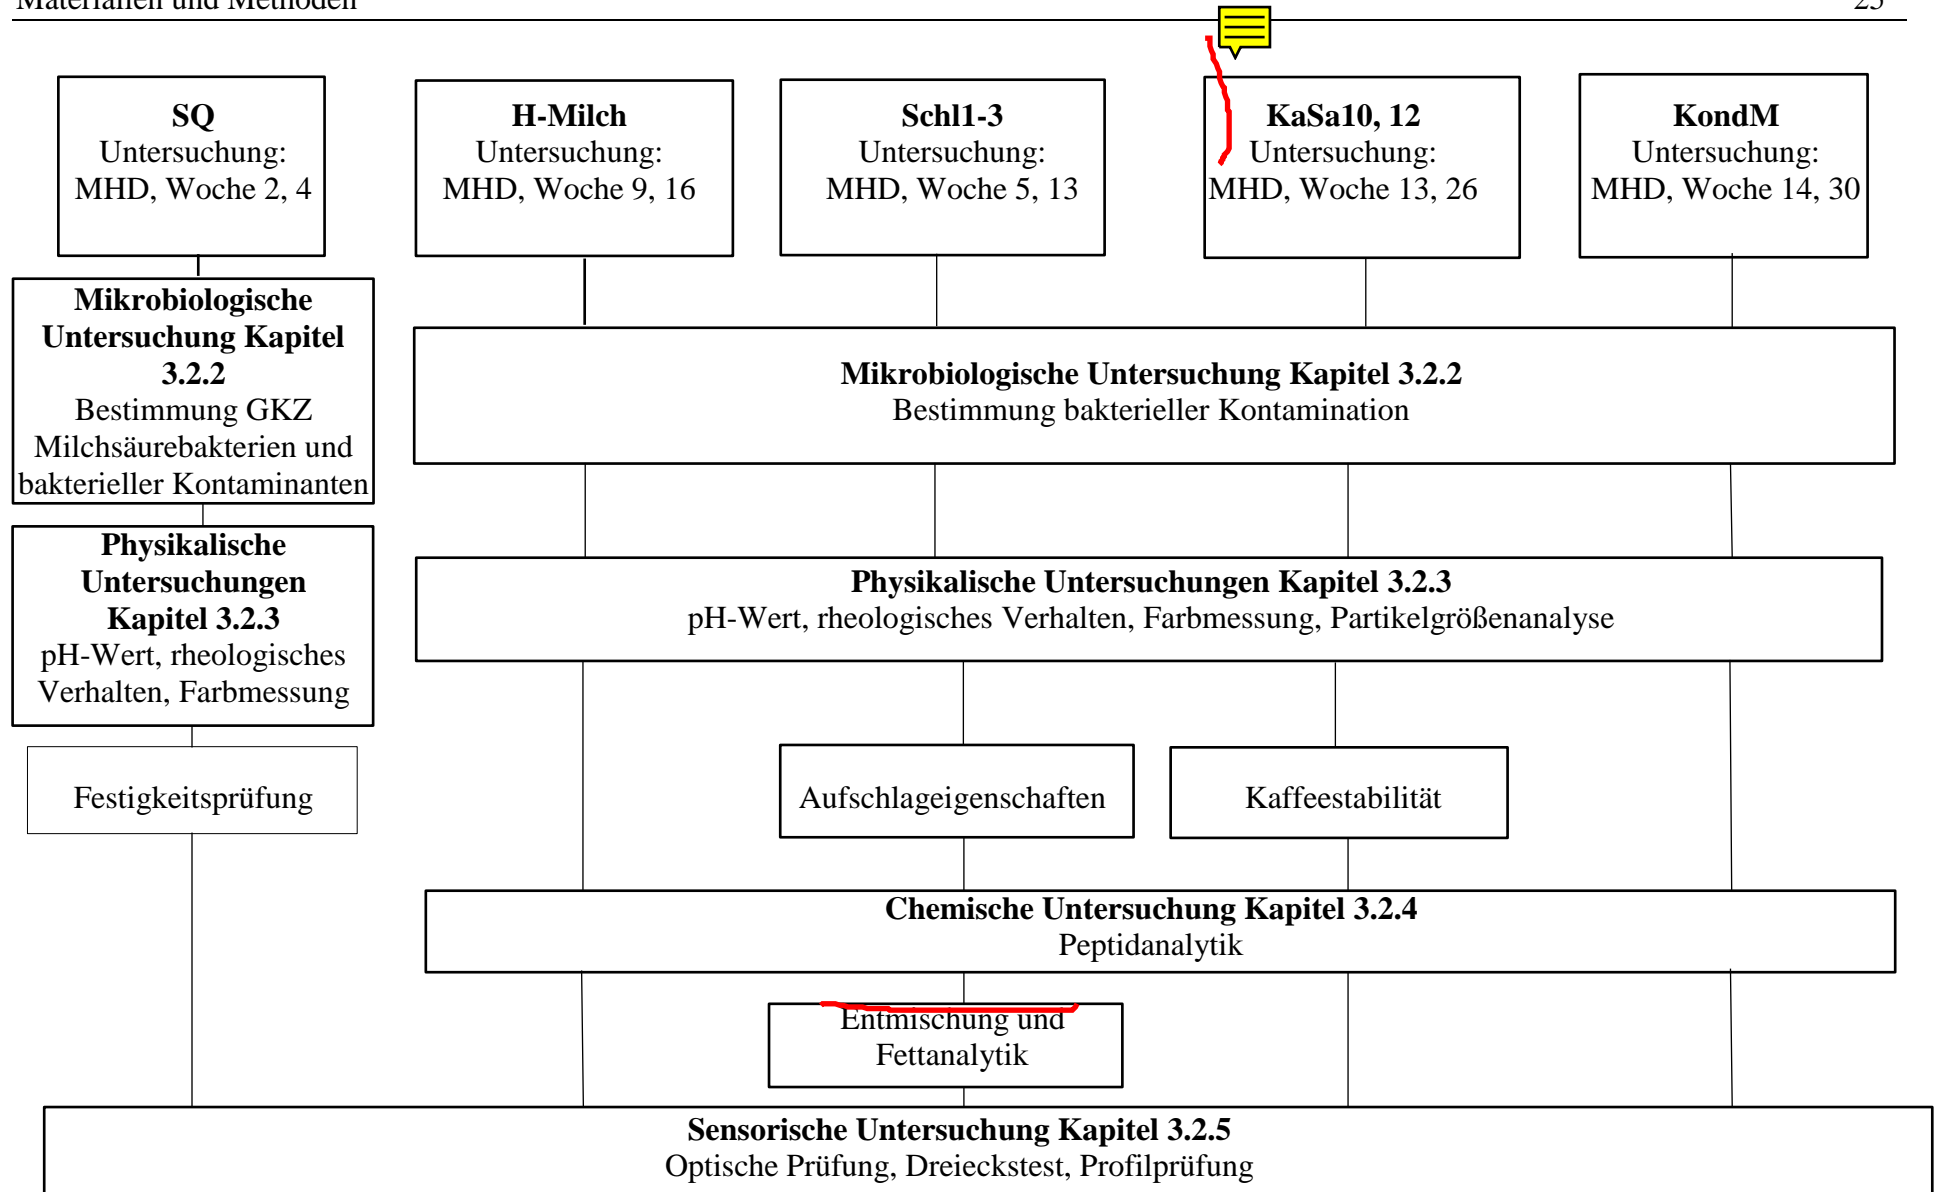 Materialien und Methoden 25
SQ
Untersuchung:
MHD, Woche 2, 4
H-Milch
Untersuchung:
MHD, Woche 9, 16
Schl1-3
Untersuchung:
MHD, Woche 5, 13
KaSa10, 12
Untersuchung:
MHD, Woche 13, 26
KondM
Untersuchung:
MHD, Woche 14, 30
Mikrobiologische
Untersuchung Kapitel
3.2.2
Bestimmung GKZ
Milchsäurebakterien und
bakterieller Kontaminanten
Mikrobiologische Untersuchung Kapitel 3.2.2
Bestimmung bakterieller Kontamination
Physikalische
Untersuchungen
Kapitel 3.2.3
pH-Wert, rheologisches
Verhalten, Farbmessung
Physikalische Untersuchungen Kapitel 3.2.3
pH-Wert, rheologisches Verhalten, Farbmessung, Partikelgrößenanalyse
Festigkeitsprüfung
Aufschlageigenschaften
Kaffeestabilität
Chemische Untersuchung Kapitel 3.2.4
Peptidanalytik
Entmischung und
Fettanalytik
Sensorische Untersuchung Kapitel 3.2.5
Optische Prüfung, Dreieckstest, Profilprüfung